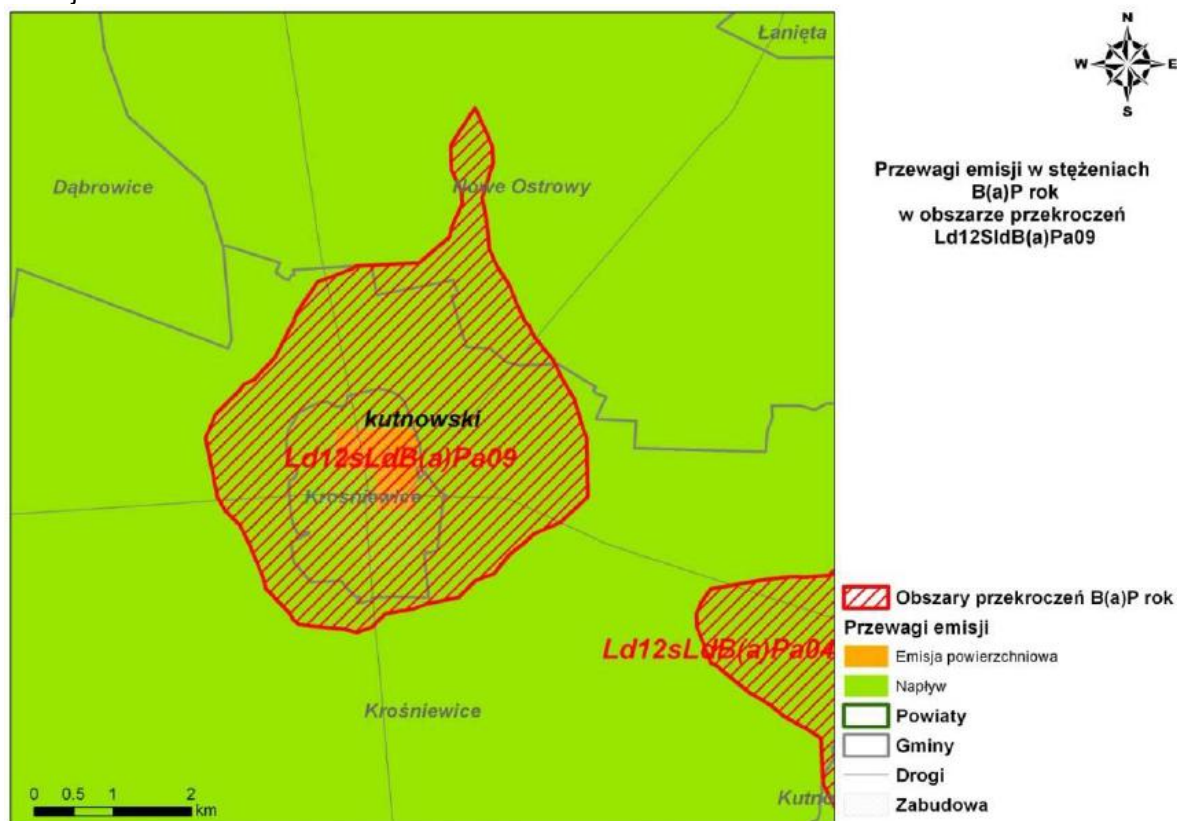 Łanięta
Dąbrowice
Nowe Ostrowy
kutnowski
Ld12sLdB(a)Pa09
Krośniewice
Ld12sLdB(a)Pa04
Krośniewice
0 0.5 1 2
km
N
W E
S
Przewagi emisji w stężeniach
B(a)P rok
w obszarze przekroczeń
Ld12SldB(a)Pa09
Obszary przekroczeń B(a)P rok
Przewagi emisji
Emisja powierzchniowa
Napływ
Powiaty
Gminy
Drogi
Zabudowa